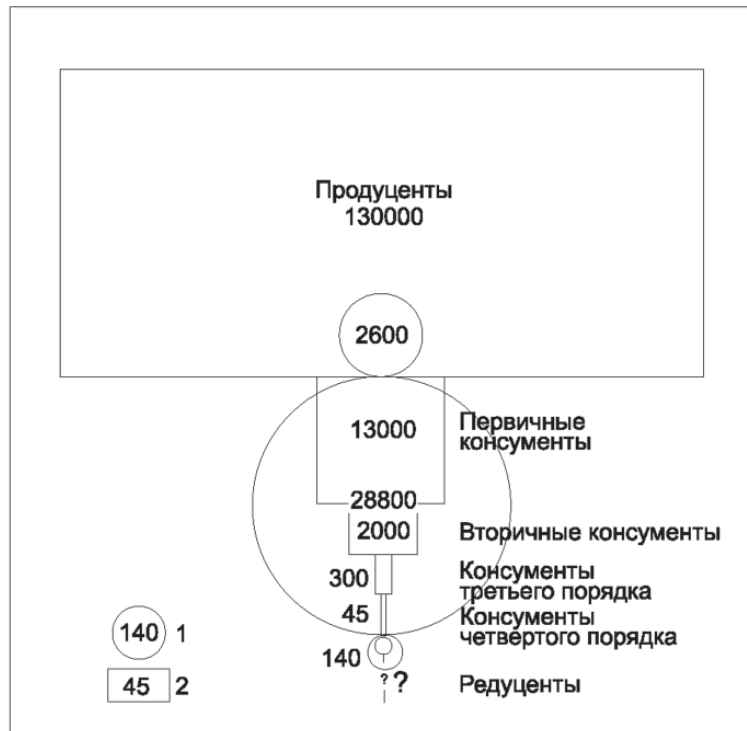 Продуценты
130000
2600
13000
Первичные
консументы
28800
2000
Вторичные консументы
300
Консументы
третьего порядка
45
Консументы
четвёртого порядка
140 1
140
45 2
? ?
Редуценты